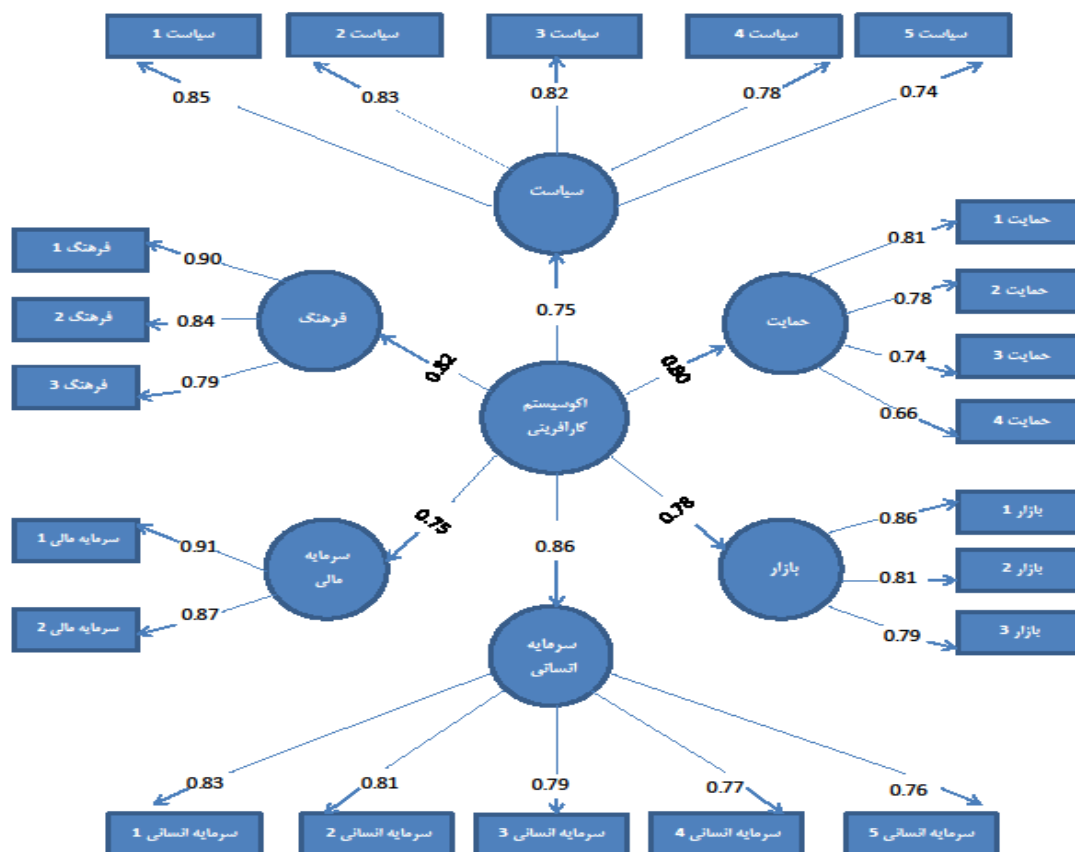 سیاست 1
سیاست 2
سیاست 3
سیاست 4
سیاست 5
0.85
0.83
0.82
0.78
0.74
سیاست
فرهنگ 1
فرهنگ 2
فرهنگ 3
0.90
0.84
0.79
فرهنگ
0.82
0.75
0.80
حمایت
0.81
0.78
0.74
0.66
حمایت 1
حمایت 2
حمایت 3
حمایت 4
اکوسیستم
کارآفرینی
سرمایه مالی 1
سرمایه مالی 2
0.91
0.87
سرمایه
مالی
0.75
0.86
0.78
بازار
0.86
0.81
0.79
بازار 1
بازار 2
بازار 3
سرمایه
انسانی
0.83
0.81
0.79
0.77
0.76
سرمایه انسانی 1
سرمایه انسانی 2
سرمایه انسانی 3
سرمایه انسانی 4
سرمایه انسانی 5